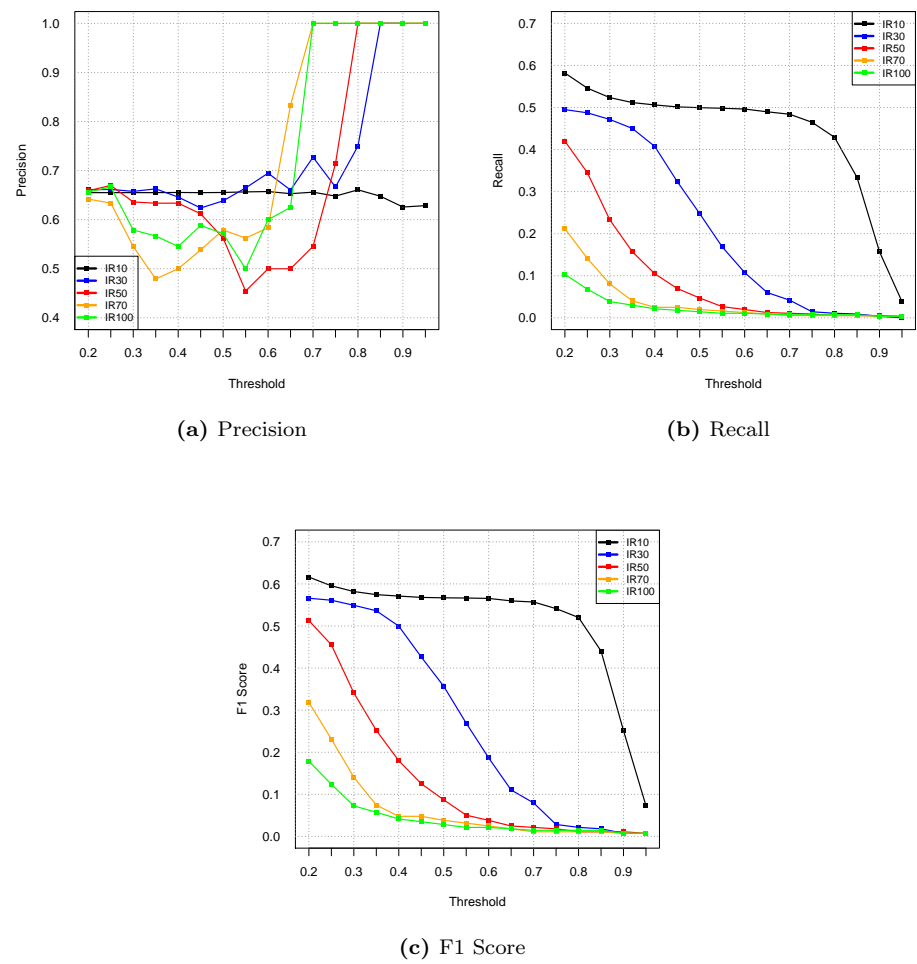 1.0
0.9
0.8
0.7
0.6
0.5
0.4
Precision
IR10
IR30
IR50
IR70
IR100
0.2 0.3 0.4 0.5 0.6 0.7 0.8 0.9
Threshold
(a) Precision
0.7
0.6
0.5
0.4
0.3
0.2
0.1
0.0
Recall
IR10
IR30
IR50
IR70
IR100
0.2 0.3 0.4 0.5 0.6 0.7 0.8 0.9
Threshold
(b) Recall
0.7
0.6
0.5
0.4
0.3
0.2
0.1
0.0
F1 Score
IR10
IR30
IR50
IR70
IR100
0.2 0.3 0.4 0.5 0.6 0.7 0.8 0.9
Threshold
(c) F1 Score